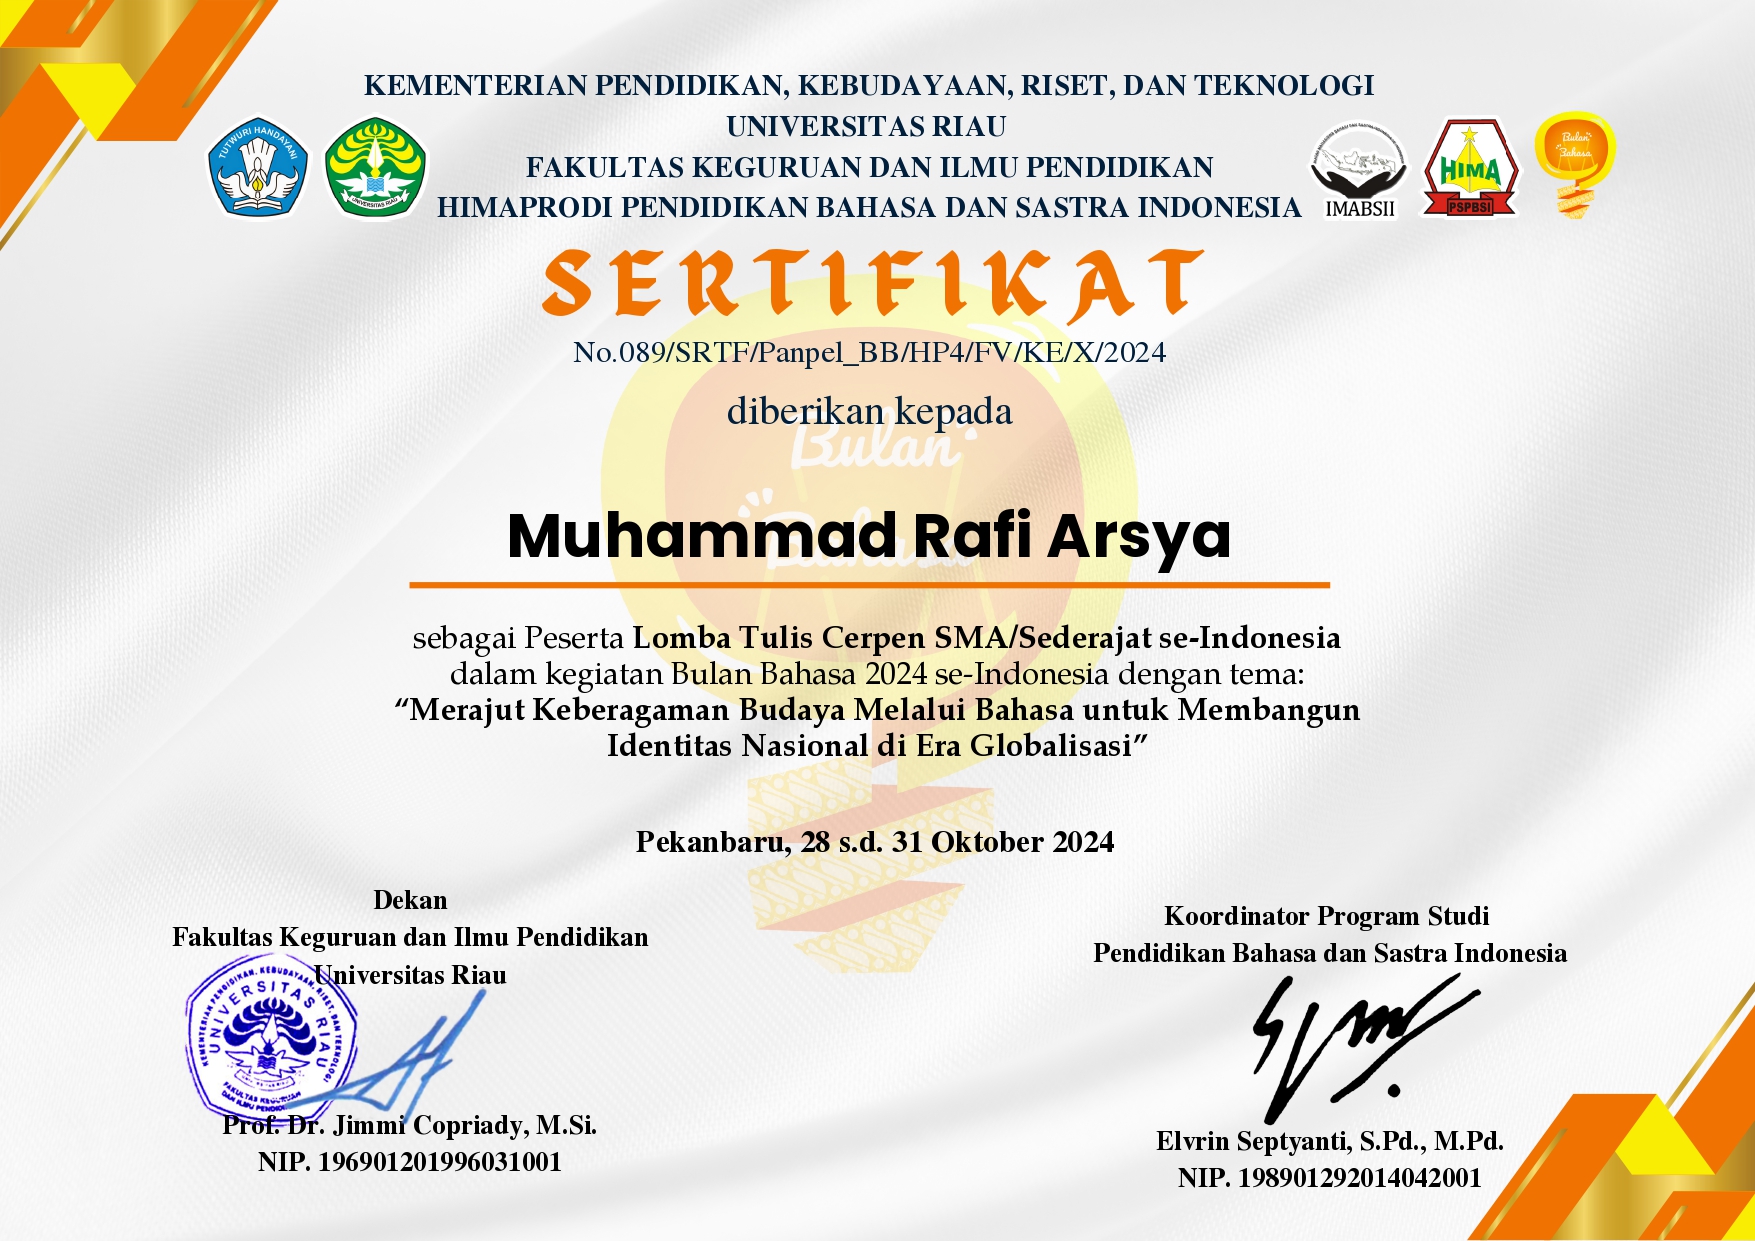 KEMENTERIAN PENDIDIKAN, KEBUDAYAAN, RISET, DAN TEKNOLOGI
UNIVERSITAS RIAU
FAKULTAS KEGURUAN DAN ILMU PENDIDIKAN
HIMAPRODI PENDIDIKAN BAHASA DAN SASTRA INDONESIA
TUTWURI HANDAYANI
UNIVERSITAS RIAU
IMABSII
HIMA
PSPBSI
Bulan
Bahasa
SERTIFIKAT
No.089/SRTF/Panpel_BB/HP4/FV/KE/X/2024
diberikan kepada
Bulan
Bahasa
Muhammad Rafi Arsya
sebagai Peserta Lomba Tulis Cerpen SMA/Sederajat se-Indonesia
dalam kegiatan Bulan Bahasa 2024 se-Indonesia dengan tema:
“Merajut Keberagaman Budaya Melalui Bahasa untuk Membangun
Identitas Nasional di Era Globalisasi”
Pekanbaru, 28 s.d. 31 Oktober 2024
Dekan
Fakultas Keguruan dan Ilmu Pendidikan
Universitas Riau
KEMENTERIAN PENDIDIKAN, KEBUDAYAAN, RISET, DAN TEKNOLOGI
UNIVERSITAS RIAU
FAKULTAS KEGURUAN
DAN ILMU PENDIDIKAN
Prof. Dr. Jimmi Copriady, M.Si.
NIP. 196901201996031001
Koordinator Program Studi
Pendidikan Bahasa dan Sastra Indonesia
Elvrin Septyanti, S.Pd., M.Pd.
NIP. 198901292014042001